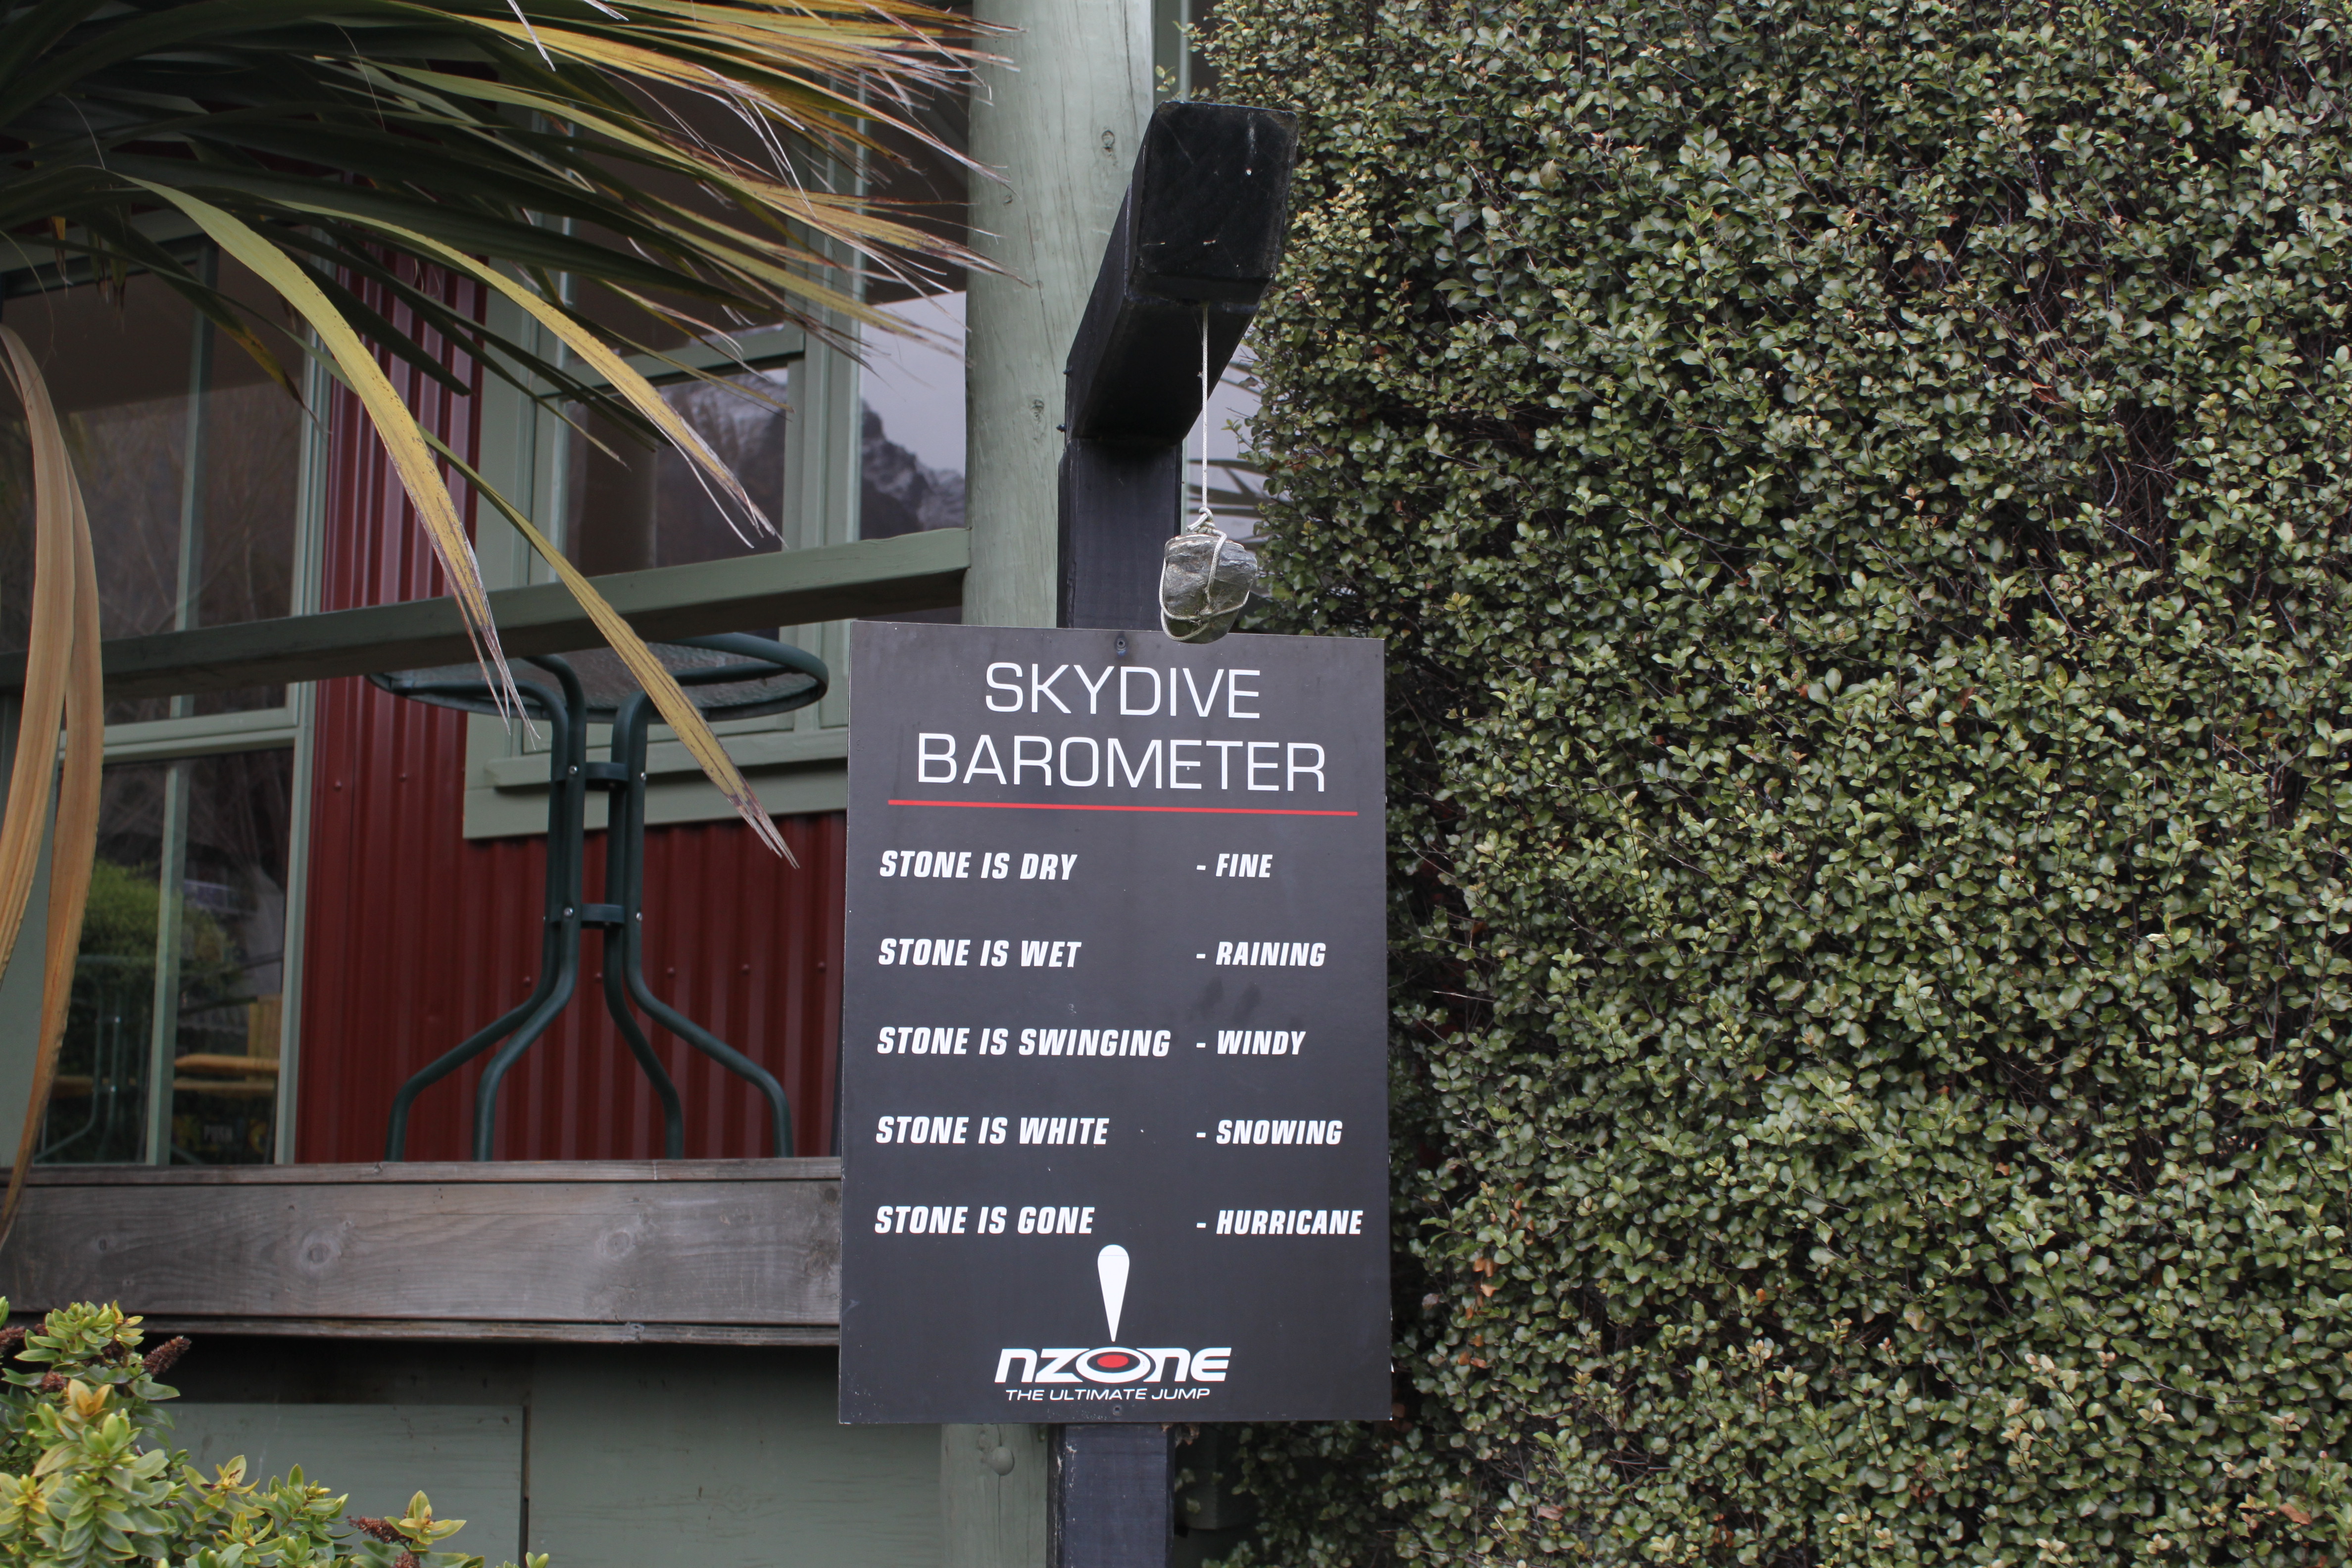 SKYDIVE
BAROMETER
STONE IS DRY - FINE
STONE IS WET - RAINING
STONE IS SWINGING - WINDY
STONE IS WHITE - SNOWING
STONE IS GONE - HURRICANE
NZONE
THE ULTIMATE JUMP